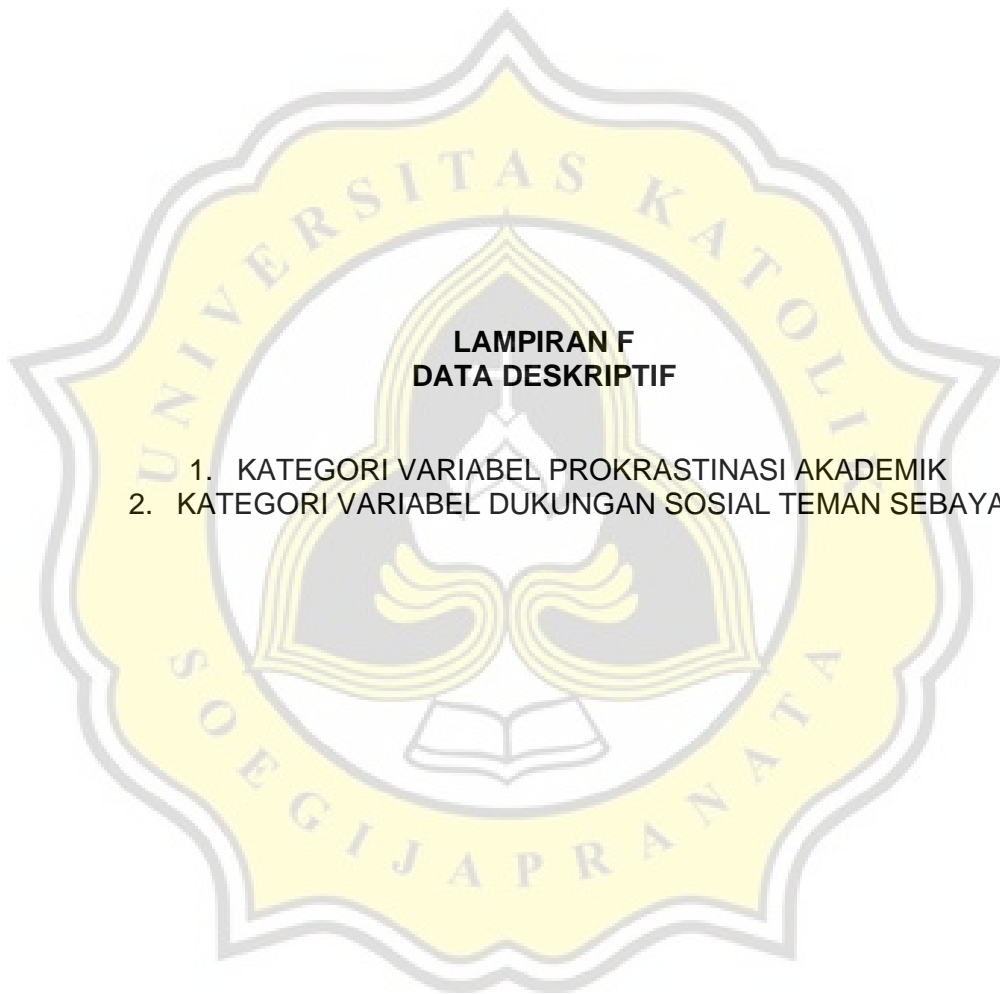 UNIVERSITAS KATOLIK
LAMPIRAN F
DATA DESKRIPTIF
1. KATEGORI VARIABEL PROKRASTINASI AKADEMIK
2. KATEGORI VARIABEL DUKUNGAN SOSIAL TEMAN SEBAYA
SOEGIJAPRANATA